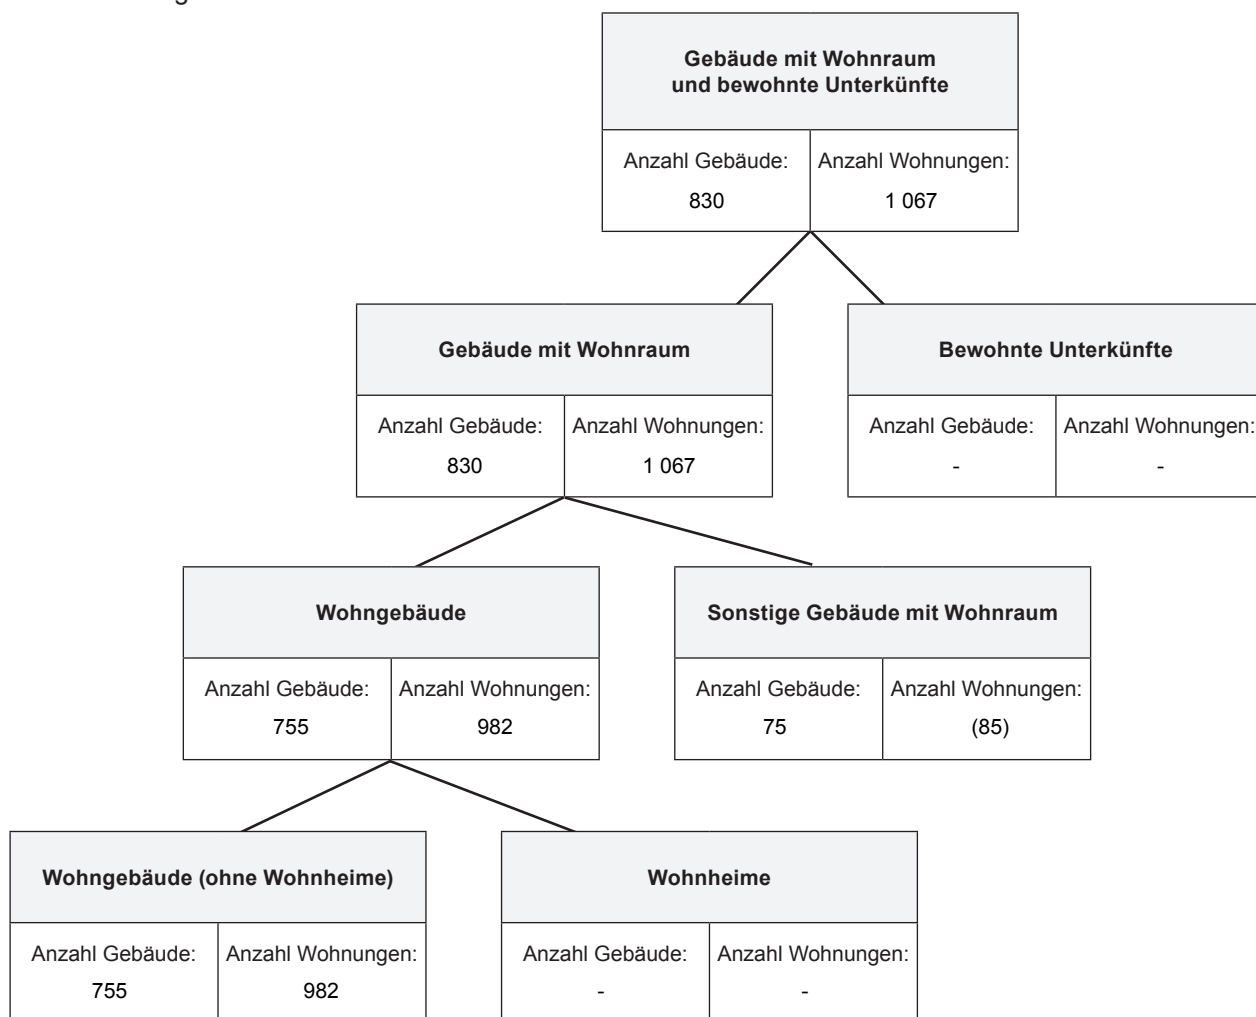 Gebäude mit Wohnraum
und bewohnte Unterkünfte
Anzahl Gebäude: Anzahl Wohnungen:
830 1 067
Gebäude mit Wohnraum Bewohnte Unterkünfte
Anzahl Gebäude: Anzahl Wohnungen: Anzahl Gebäude: Anzahl Wohnungen:
830 1 067 - -
Wohngebäude Sonstige Gebäude mit Wohnraum
Anzahl Gebäude: Anzahl Wohnungen: Anzahl Gebäude: Anzahl Wohnungen:
755 982 75 (85)
Wohngebäude (ohne Wohnheime) Wohnheime
Anzahl Gebäude: Anzahl Wohnungen: Anzahl Gebäude: Anzahl Wohnungen:
755 982 - -